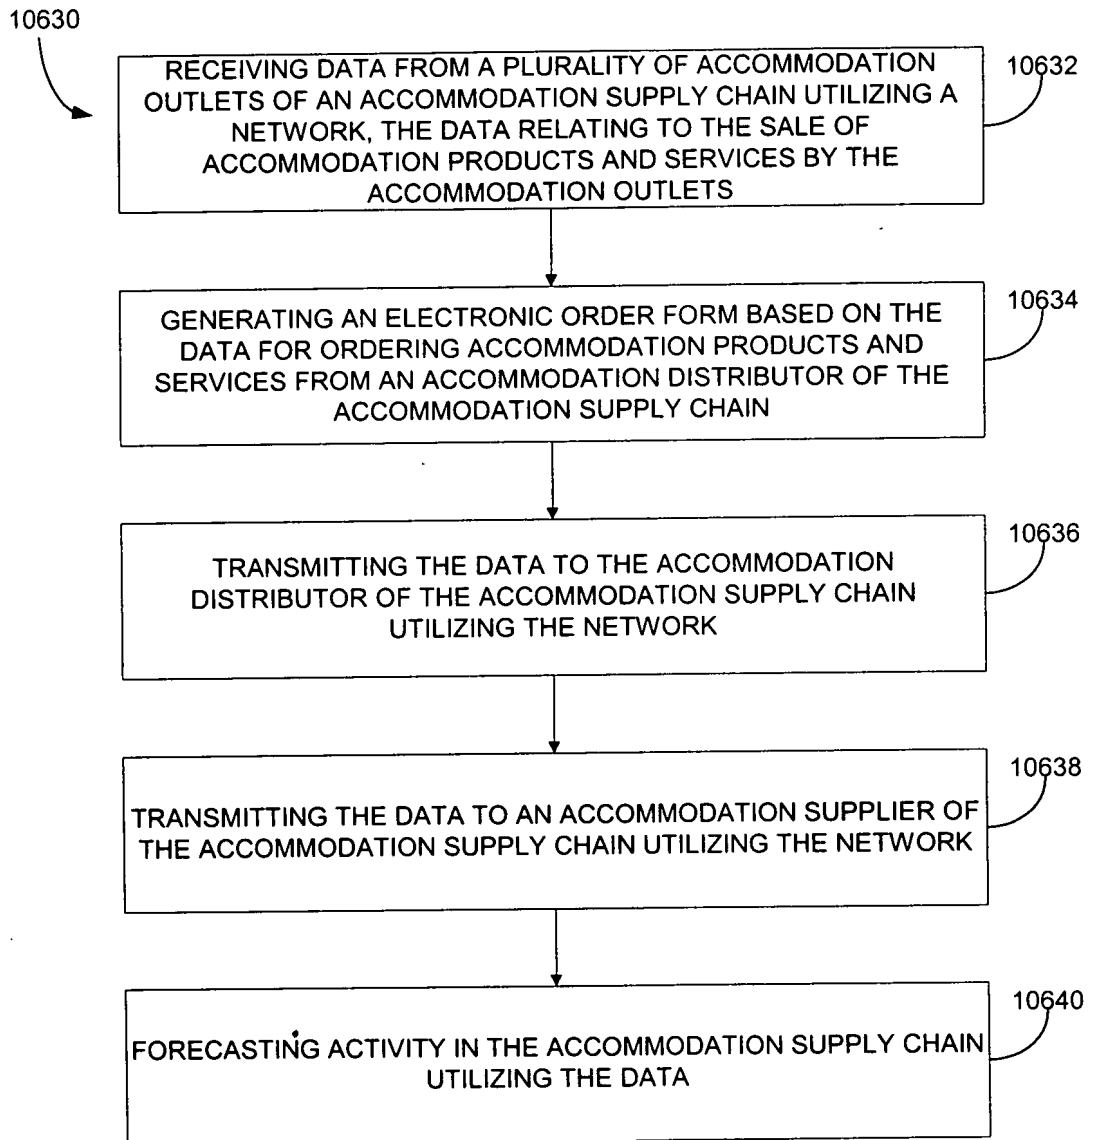 10630
RECEIVING DATA FROM A PLURALITY OF ACCOMMODATION
OUTLETS OF AN ACCOMMODATION SUPPLY CHAIN UTILIZING A
NETWORK, THE DATA RELATING TO THE SALE OF
ACCOMMODATION PRODUCTS AND SERVICES BY THE
ACCOMMODATION OUTLETS
10632
GENERATING AN ELECTRONIC ORDER FORM BASED ON THE
DATA FOR ORDERING ACCOMMODATION PRODUCTS AND
SERVICES FROM AN ACCOMMODATION DISTRIBUTOR OF THE
ACCOMMODATION SUPPLY CHAIN
10634
TRANSMITTING THE DATA TO THE ACCOMMODATION
DISTRIBUTOR OF THE ACCOMMODATION SUPPLY CHAIN
UTILIZING THE NETWORK
10636
TRANSMITTING THE DATA TO AN ACCOMMODATION SUPPLIER OF
THE ACCOMMODATION SUPPLY CHAIN UTILIZING THE NETWORK
10638
FORECASTING ACTIVITY IN THE ACCOMMODATION SUPPLY CHAIN
UTILIZING THE DATA
10640